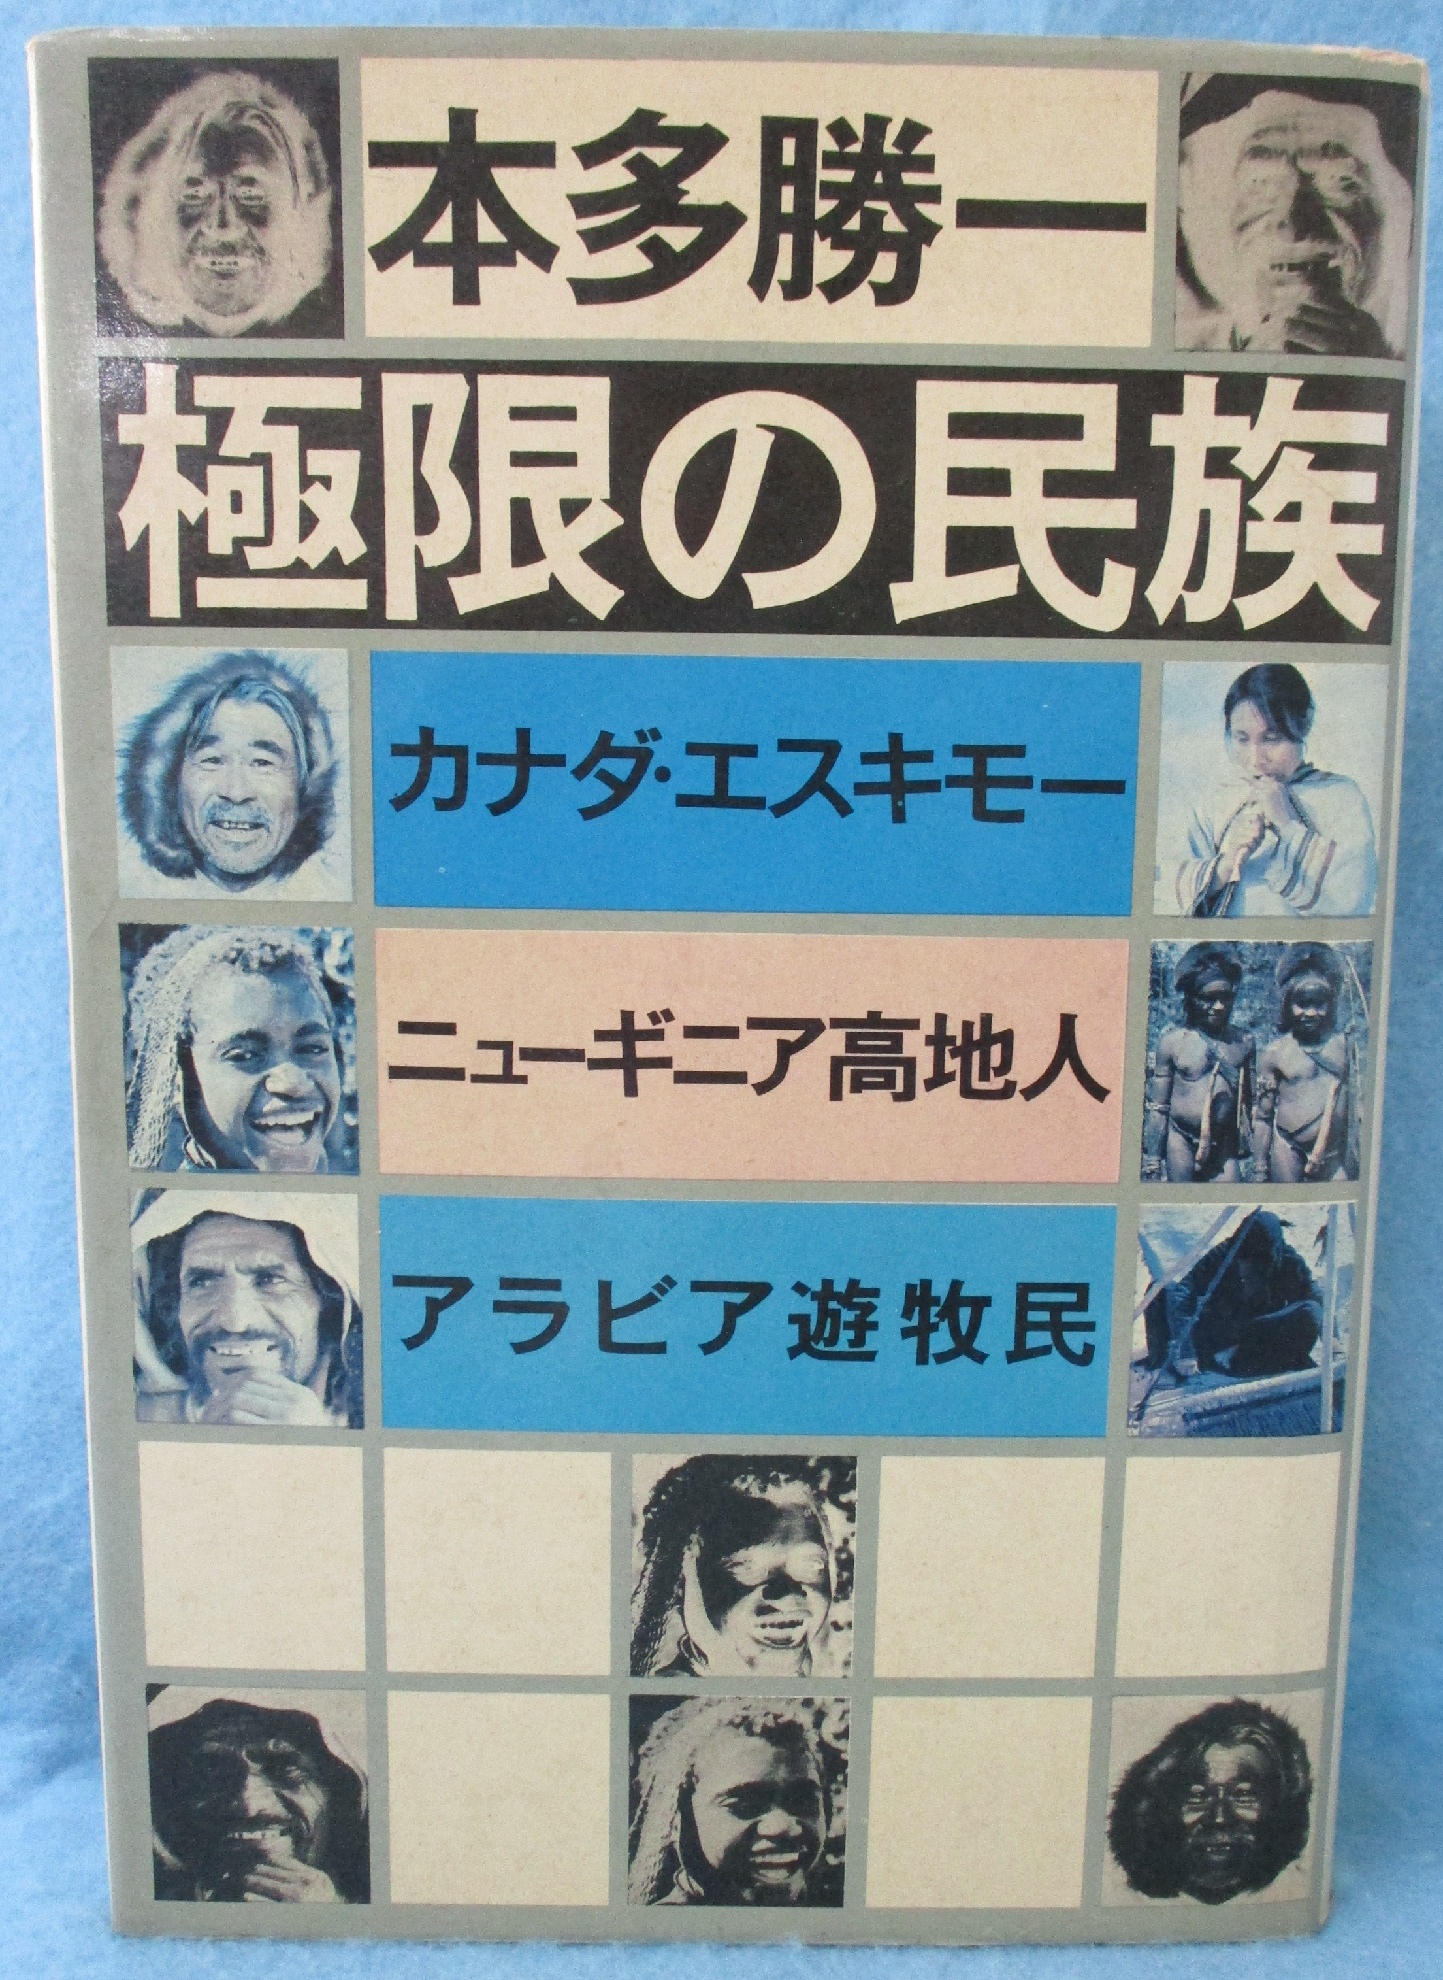 本多勝一
極限の民族
カナダ・エスキモー
ニューギニア高地人
アラビア遊牧民